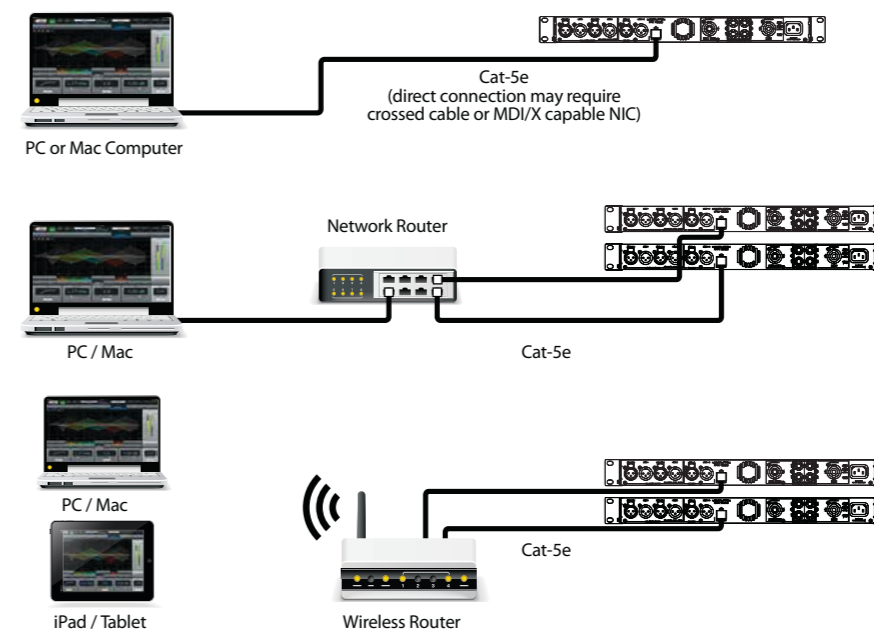 Cat-5e
(direct connection may require
crossed cable or MDI/X capable NIC)
PC or Mac Computer
Network Router
PC / Mac
Cat-5e
PC / Mac
Cat-5e
iPad / Tablet
Wireless Router